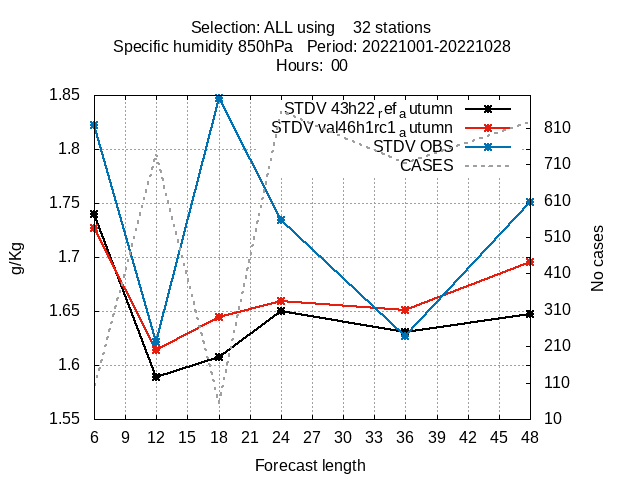 Selection: ALL using    32 stations
Specific humidity 850hPa   Period: 20221001-20221028
Hours:  00
STDV 43h22ᵣefₐutumn
STDV val46h1rc1ₐutumn
STDV OBS
CASES
1.85
1.8
1.75
1.7
1.65
1.6
1.55
g/Kg
810
710
610
510
410
310
210
110
10
No cases
6 9 12 15 18 21 24 27 30 33 36 39 42 45 48
Forecast length